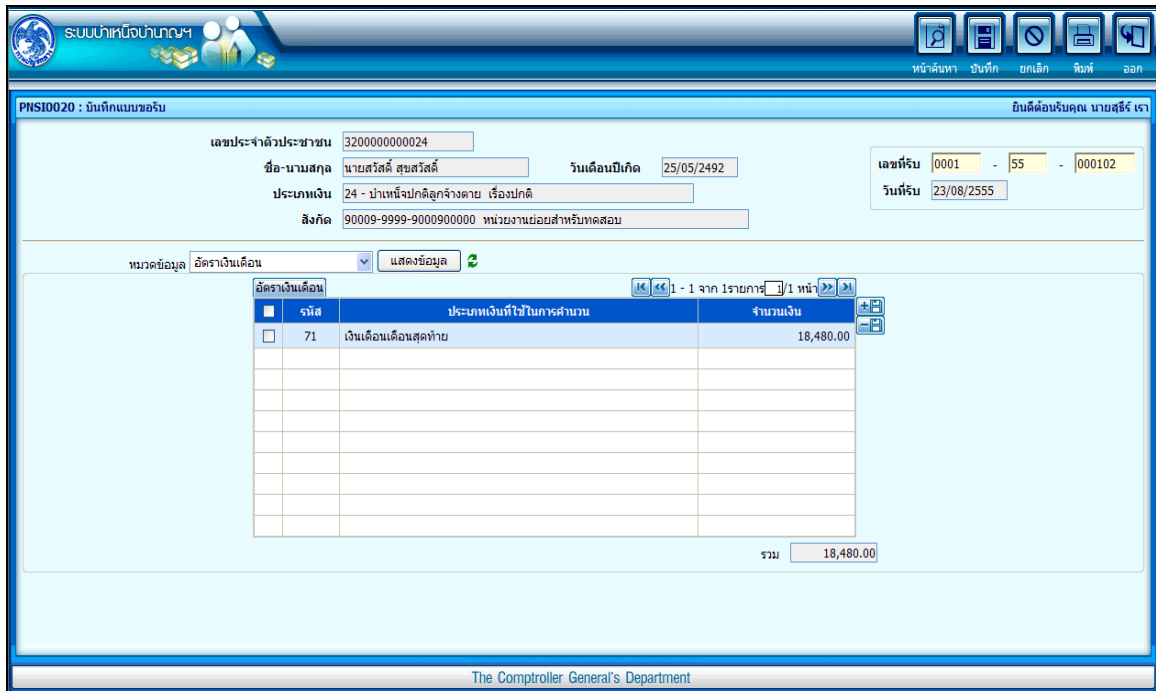 ระบบบำเหน็จบำนาญฯ
หน้าค้นหา บันทึก ยกเลิก พิมพ์ ออก
PNSI0020 : บันทึกแบบขอรับ ยินดีต้อนรับคุณ นายสุธีร์ เรา
เลขประจำตัวประชาชน 3200000000024
ชื่อ-นามสกุล นายสวัสดิ์ สุขสวัสดิ์ วันเดือนปีเกิด 25/05/2492 เลขที่รับ 0001 - 55 - 000102
ประเภทเงิน 24 - บำเหน็จปกติลูกจ้างตาย เรื่องปกติ วันที่รับ 23/08/2555
สังกัด 90009-9999-9000900000 หน่วยงานย่อยสำหรับทดสอบ
หมวดข้อมูล อัตราเงินเดือน แสดงข้อมูล
อัตราเงินเดือน 1 - 1 จาก 1รายการ 1/1 หน้า
รหัส ประเภทเงินที่ใช้ในการคำนวน จำนวนเงิน
71 เงินเดือนเดือนสุดท้าย 18,480.00
รวม 18,480.00
The Comptroller General's Department